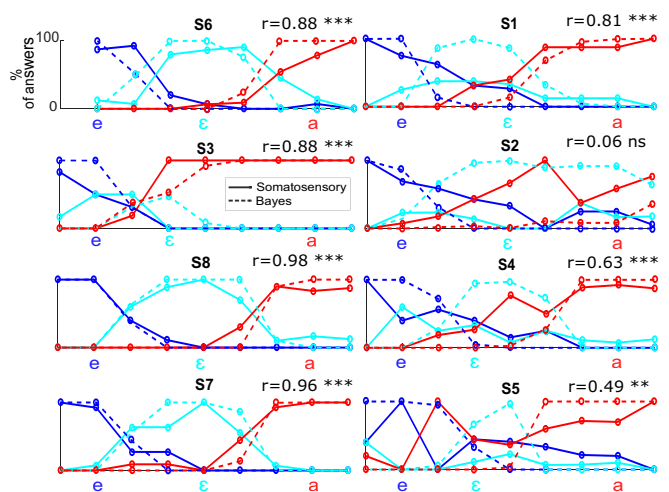 S6 r=0.88 ***
S1 r=0.81 ***
100
0
% of answers
e ε a
e ε a
S3 r=0.88 ***
S2 r=0.06 ns
Somatosensory
Bayes
e ε a
e ε a
S8 r=0.98 ***
S4 r=0.63 ***
e ε a
e ε a
S7 r=0.96 ***
S5 r=0.49 **
e ε a
e ε a